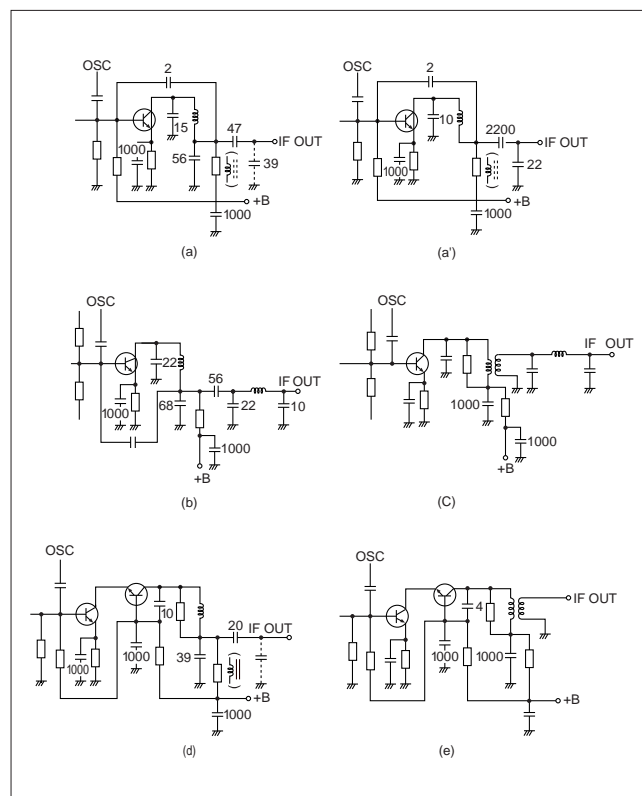 OSC
2
15
47
IF OUT
1000
56
39
+B
1000
(a)
OSC
2
10
2200
IF OUT
1000
22
+B
1000
(a')
OSC
22
56
IF OUT
1000
68
22
10
1000
+B
(b)
OSC
IF OUT
1000
1000
+B
(C)
OSC
10
20
IF OUT
1000
1000
39
+B
1000
(d)
OSC
4
IF OUT
1000
1000
+B
(e)